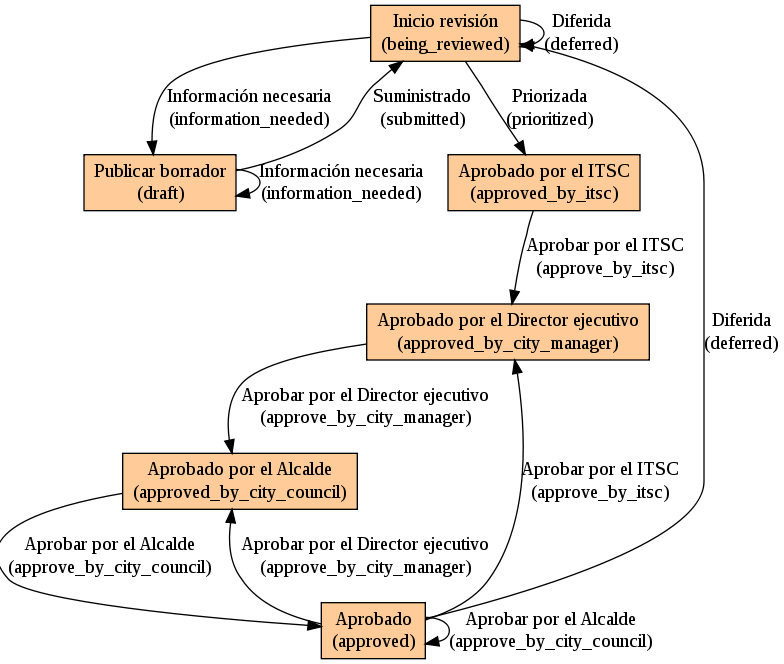 Inicio revisión
(being_reviewed)
Diferida
(deferred)
Información necesaria
(information_needed)
Suministrado
(submitted)
Priorizada
(prioritized)
Publicar borrador
(draft)
Información necesaria
(information_needed)
Aprobado por el ITSC
(approved_by_itsc)
Aprobar por el ITSC
(approve_by_itsc)
Aprobado por el Director ejecutivo
(approved_by_city_manager)
Diferida
(deferred)
Aprobar por el Director ejecutivo
(approve_by_city_manager)
Aprobado por el Alcalde
(approved_by_city_council)
Aprobar por el ITSC
(approve_by_itsc)
Aprobar por el Alcalde
(approve_by_city_council)
Aprobar por el Director ejecutivo
(approve_by_city_manager)
Aprobado
(approved)
Aprobar por el Alcalde
(approve_by_city_council)